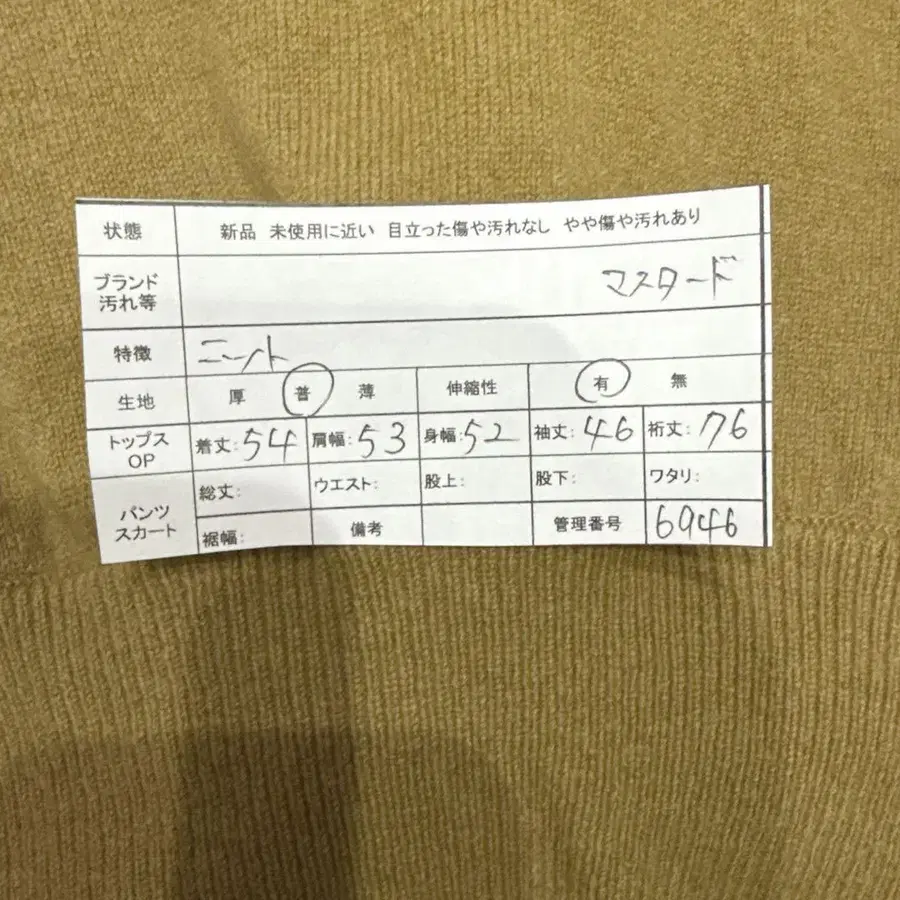 状態 新品 未使用に近い 目立った傷や汚れなし やや傷や汚れあり
ブランド
汚れ等 マスタード
特徴 ニット
生地 厚 普 薄 伸縮性 有 無
トップス
OP 着丈:54 肩幅:53 身幅:52 袖丈:46 裄丈:76
パンツ
スカート 総丈: ウエスト: 股上: 股下: ワタリ:
裾幅: 備考 管理番号 6946